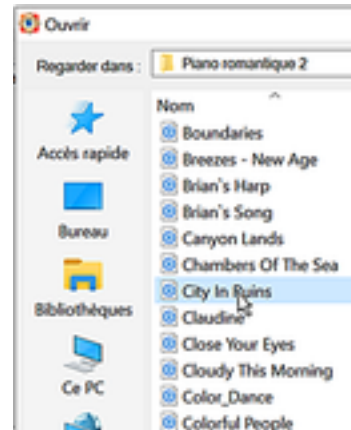 Ouvrir
Regarder dans :
Piano romantique 2
Nom
Accès rapide
Bureau
Bibliothèques
Ce PC
Boundaries
Breezes - New Age
Brian`s Harp
Brian`s Song
Canyon Lands
Chambers Of The Sea
City In Ruins
Claudine
Close Your Eyes
Cloudy This Morning
Color_Dance
Colorful People